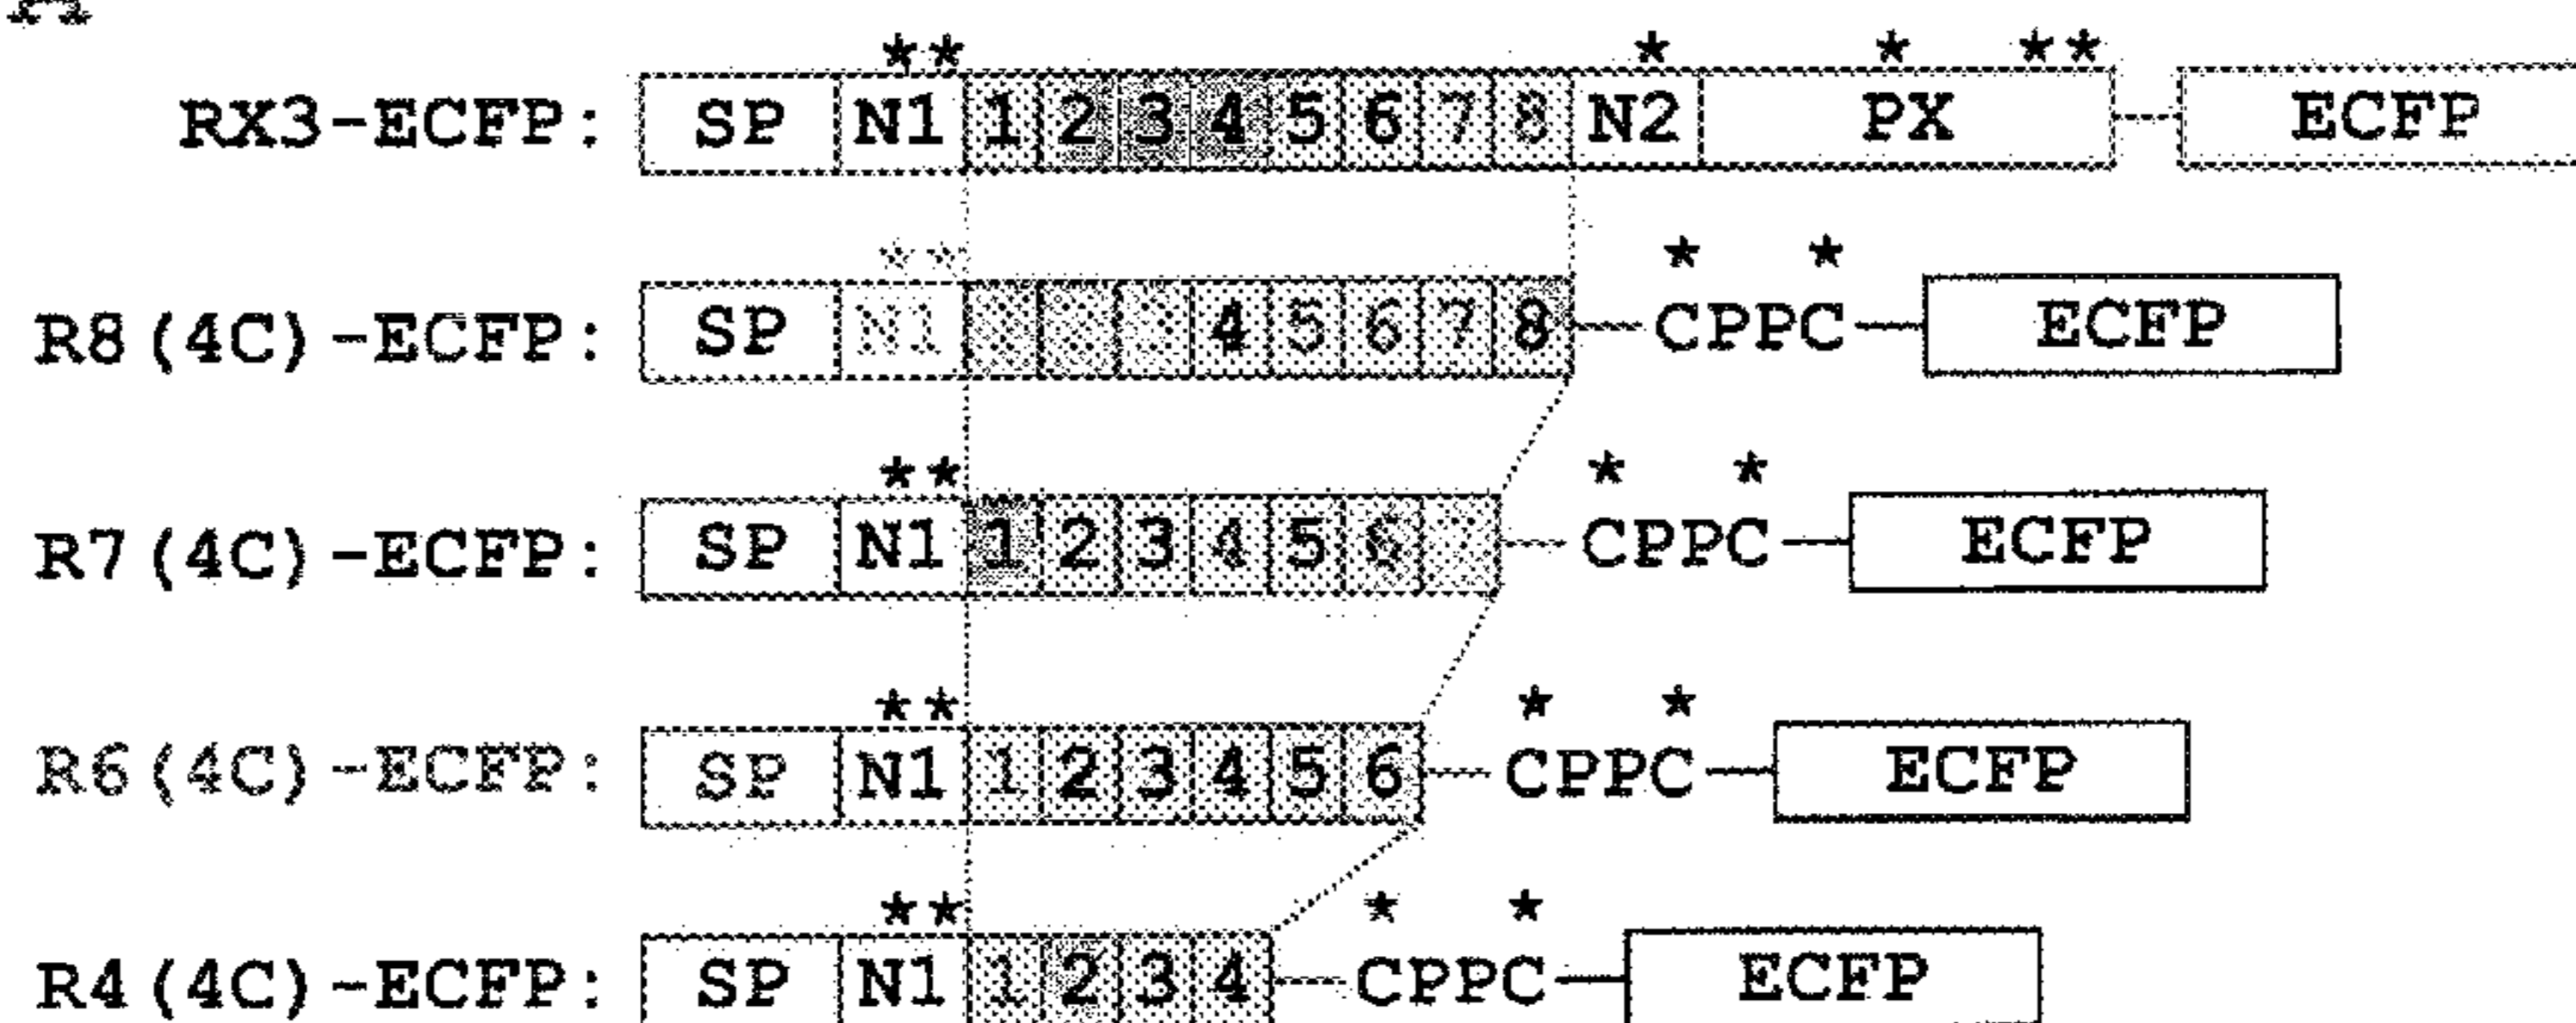 A
** * * **
RX3-ECFP: SP N1 1 2 3 4 5 6 7 8 N2 PX ECFP
** * *
R8(4C)-ECFP: SP N1 4 5 6 7 8 CPPC ECFP
** * *
R7(4C)-ECFP: SP N1 1 2 3 4 5 6 CPPC ECFP
** * *
R6(4C)-ECFP: SP N1 1 2 3 4 5 6 CPPC ECFP
** * *
R4(4C)-ECFP: SP N1 1 2 3 4 CPPC ECFP